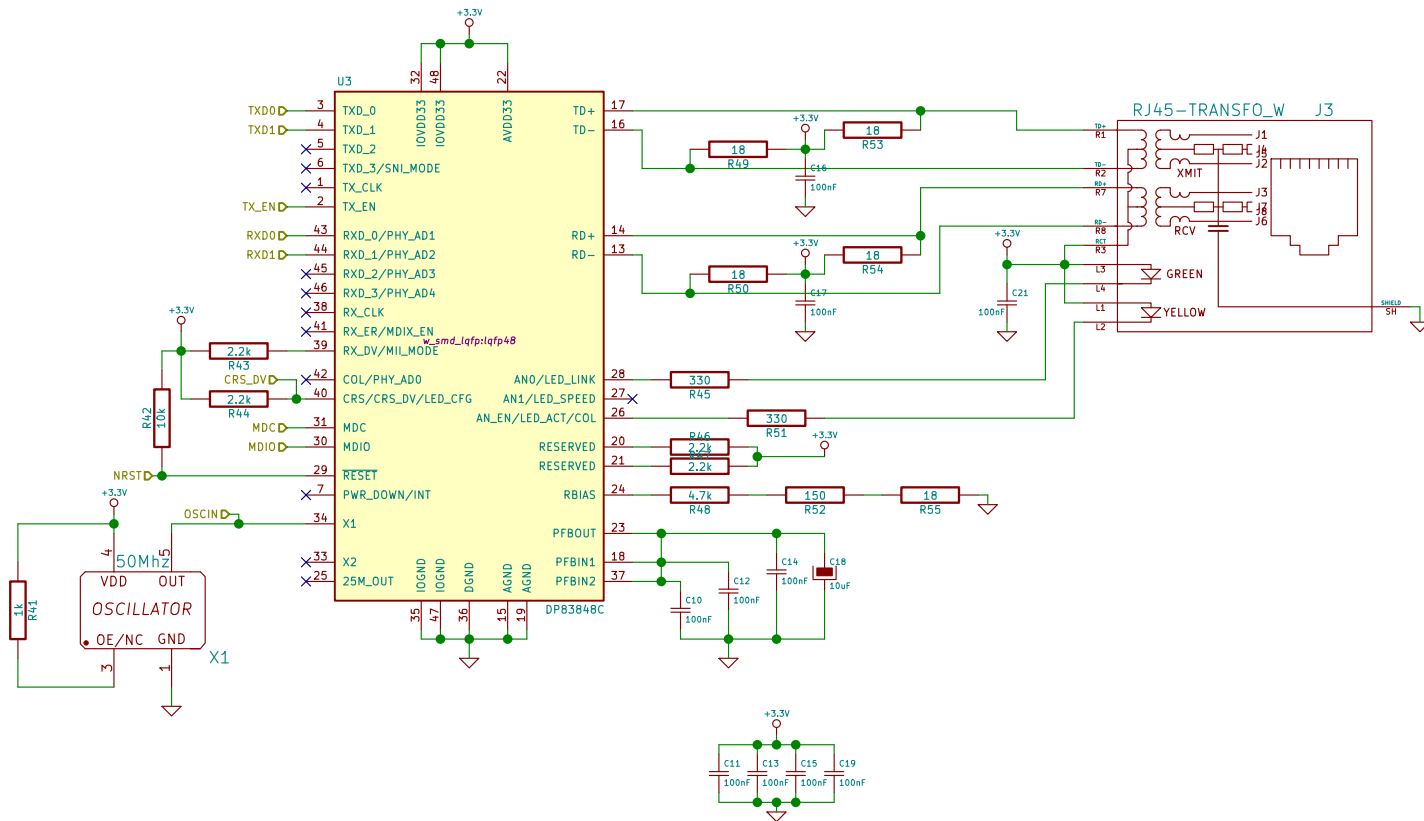 +3.3V
U3
32
48
22
IOVDD33
IOVDD33
AVDD33
TXD0 3 TXD_0
TXD1 4 TXD_1
5 TXD_2
6 TXD_3/SNI_MODE
1 TX_CLK
TX_EN 2 TX_EN
RXD0 43 RXD_0/PHY_AD1
RXD1 44 RXD_1/PHY_AD2
45 RXD_2/PHY_AD3
46 RXD_3/PHY_AD4
38 RX_CLK
41 RX_ER/MDIX_EN
w_smd_lqfp:lqfp48
39 RX_DV/MII_MODE
42 COL/PHY_AD0
CRS_DV
40 CRS/CRS_DV/LED_CFG
MDC 31 MDC
MDIO 30 MDIO
NRST 29 RESET
7 PWR_DOWN/INT
OSCIN
34 X1
33 X2
25 25M_OUT
+3.3V
2.2k
R43
2.2k
R44
R42
10k
+3.3V
1k
R41
4
5
50Mhz
VDD OUT
OSCILLATOR
OE/NC GND
3
1
X1
IOGND
IOGND
DGND
AGND
AGND
35
47
36
15
19
DP83848C
TD+ 17
TD- 16
RD+ 14
RD- 13
AN0/LED_LINK 28
AN1/LED_SPEED 27
AN_EN/LED_ACT/COL 26
RESERVED 20
RESERVED 21
RBIAS 24
PFBOUT 23
PFBIN1 18
PFBIN2 37
18
R49
+3.3V
18
R53
C16
100nF
18
R50
+3.3V
18
R54
C17
100nF
330
R45
330
R51
R46
2.2k
2.2k
+3.3V
4.7k
R48
150
R52
18
R55
C10
100nF
C12
100nF
C14
100nF
C18
10uF
+3.3V
C21
100nF
RJ45-TRANSFO_W J3
TD+
R1
TD-
R2
RD+
R7
RD-
R8
RCT
R3
L3
L4
L1
L2
J1
J2
XMIT
J3
J6
RCV
GREEN
YELLOW
SHIELD
SH
+3.3V
C11
100nF
C13
100nF
C15
100nF
C19
100nF